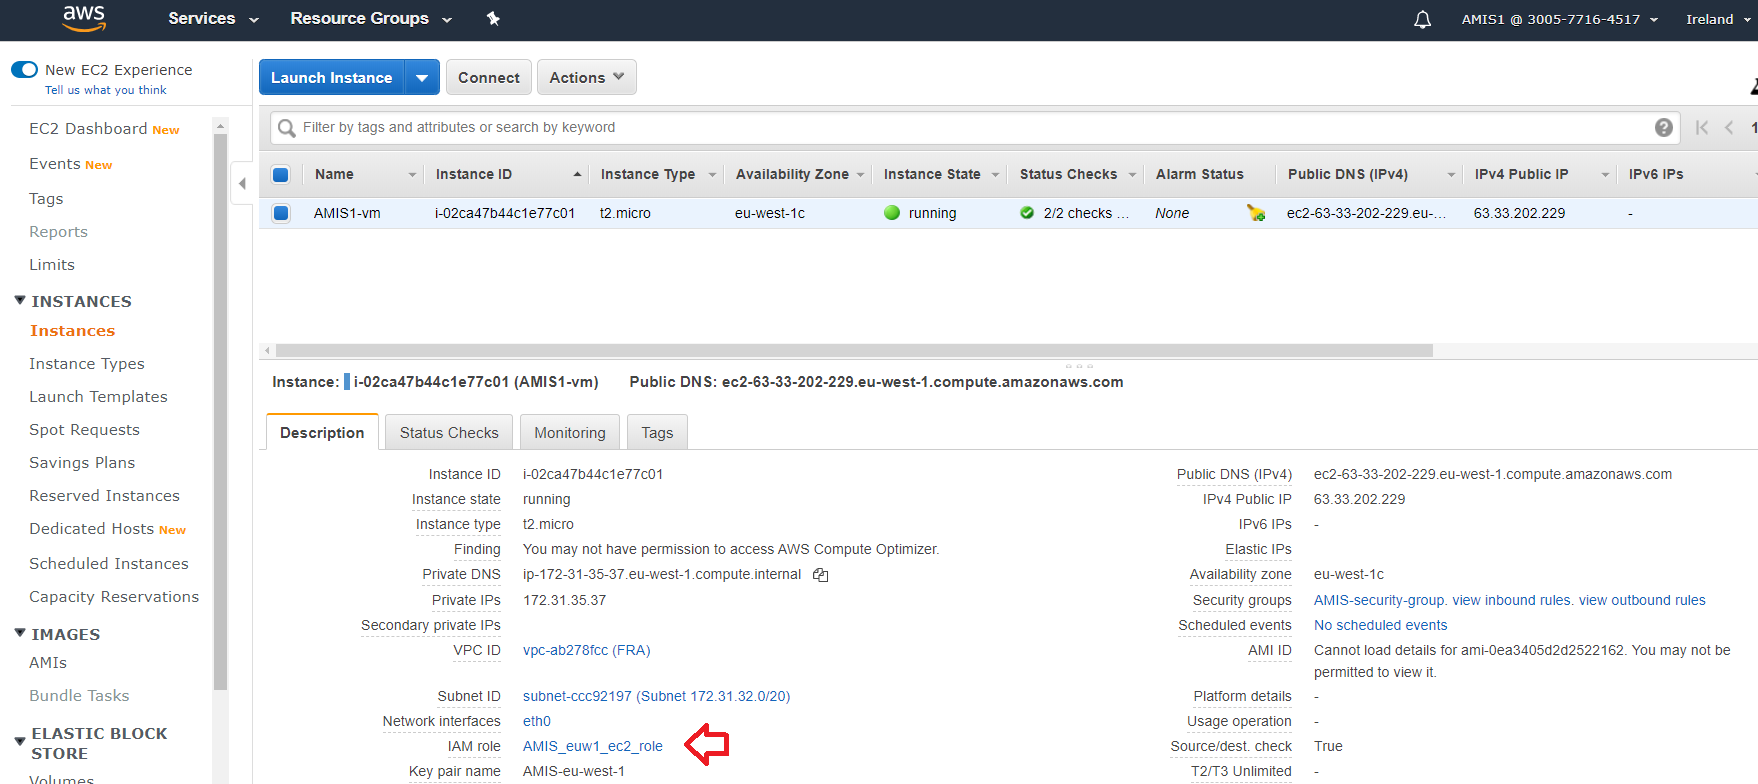 aws Services Resource Groups AMIS1 @ 3005-7716-4517 Ireland
New EC2 Experience
Tell us what you think
EC2 Dashboard New
Events New
Tags
Reports
Limits
INSTANCES
Instances
Instance Types
Launch Templates
Spot Requests
Savings Plans
Reserved Instances
Dedicated Hosts New
Scheduled Instances
Capacity Reservations
IMAGES
AMIs
Bundle Tasks
ELASTIC BLOCK
STORE
Volumes
Launch Instance Connect Actions
Filter by tags and attributes or search by keyword ? 1
Name Instance ID Instance Type Availability Zone Instance State Status Checks Alarm Status Public DNS (IPv4) IPv4 Public IP IPv6 IPs
AMIS1-vm i-02ca47b44c1e77c01 t2.micro eu-west-1c running 2/2 checks ... None ec2-63-33-202-229.eu-... 63.33.202.229 -
Instance: i-02ca47b44c1e77c01 (AMIS1-vm) Public DNS: ec2-63-33-202-229.eu-west-1.compute.amazonaws.com
Description Status Checks Monitoring Tags
Instance ID i-02ca47b44c1e77c01 Public DNS (IPv4) ec2-63-33-202-229.eu-west-1.compute.amazonaws.com
Instance state running IPv4 Public IP 63.33.202.229
Instance type t2.micro IPv6 IPs -
Finding You may not have permission to access AWS Compute Optimizer. Elastic IPs
Private DNS ip-172-31-35-37.eu-west-1.compute.internal Availability zone eu-west-1c
Private IPs 172.31.35.37 Security groups AMIS-security-group. view inbound rules. view outbound rules
Secondary private IPs Scheduled events No scheduled events
VPC ID vpc-ab278fcc (FRA) AMI ID Cannot load details for ami-0ea3405d2d2522162. You may not be
permitted to view it.
Subnet ID subnet-ccc92197 (Subnet 172.31.32.0/20) Platform details -
Network interfaces eth0 Usage operation -
IAM role AMIS_euw1_ec2_role Source/dest. check True
Key pair name AMIS-eu-west-1 T2/T3 Unlimited -